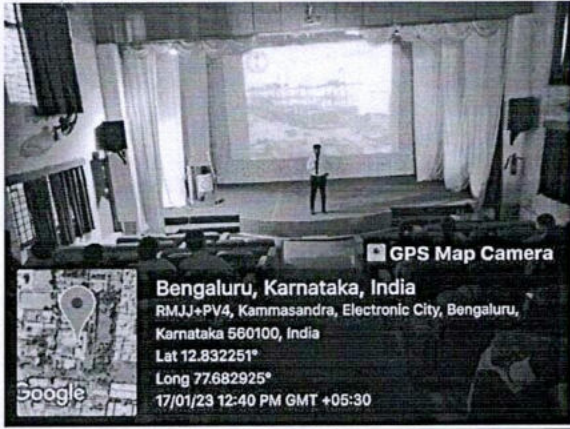 GPS Map Camera
Bengaluru, Karnataka, India
RMJJ+PV4, Kammasandra, Electronic City, Bengaluru,
Karnataka 560100, India
Lat 12.832251°
Long 77.682925°
17/01/23 12:40 PM GMT +05:30
Google